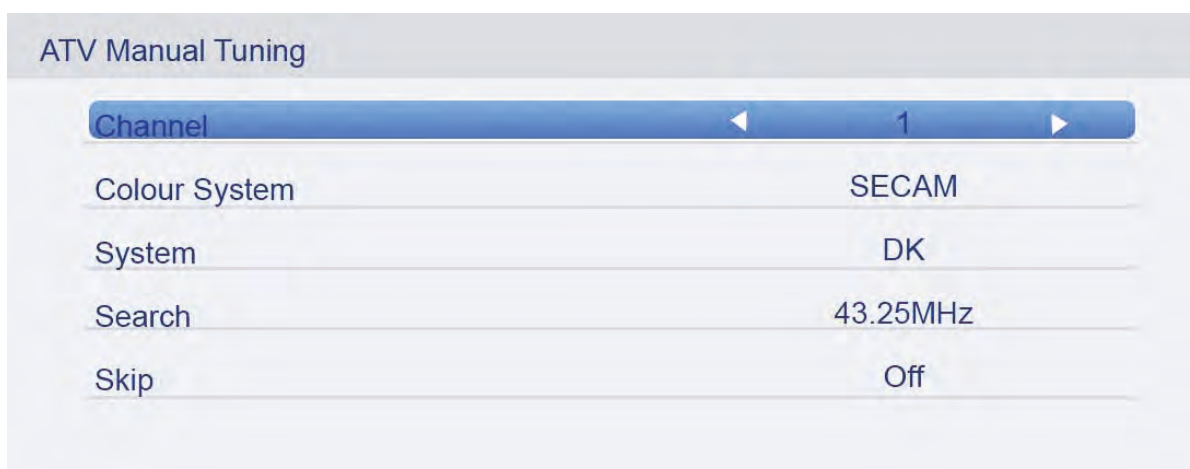 ATV Manual Tuning
Channel 1
Colour System SECAM
System DK
Search 43.25MHz
Skip Off